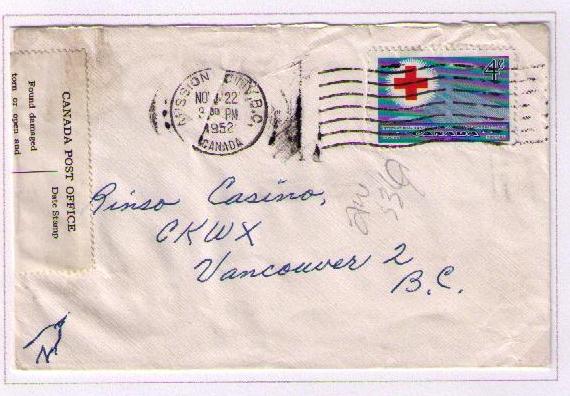 CANADA POST OFFICE
Date Stamp
Found damaged
torn or open and
MISSION CITY, B.C.
22
PM
1952
CANADA
4¢
CANADA
Rinso Casino,
CKWX
Vancouver 2
B.C.
N